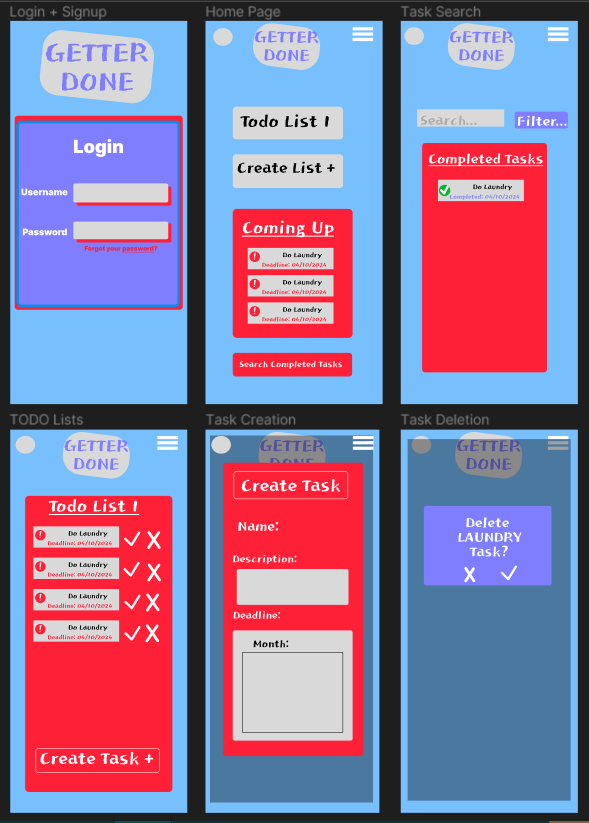 Login + Signup
GETTER
DONE
Login
Username
Password
Forgot your password?
Home Page
GETTER
DONE
Todo List 1
Create List +
Coming Up
Do Laundry
Deadline: 04/10/2024
Do Laundry
Deadline: 04/10/2024
Do Laundry
Deadline: 04/10/2024
Search Completed Tasks
Task Search
GETTER
DONE
Search...
Filter...
Completed Tasks
Do Laundry
Completed: 04/10/2024
TODO Lists
GETTER
DONE
Todo List 1
Do Laundry
Deadline: 04/10/2024
Do Laundry
Deadline: 04/10/2024
Do Laundry
Deadline: 04/10/2024
Do Laundry
Deadline: 04/10/2024
Create Task +
Task Creation
GETTER
DONE
Create Task
Name:
Description:
Deadline:
Month:
Task Deletion
GETTER
DONE
Delete
LAUNDRY
Task?